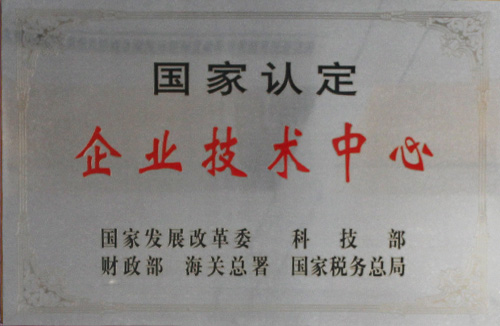 国家认定
企业技术中心
国家发展改革委 科技部
财政部 海关总署 国家税务总局